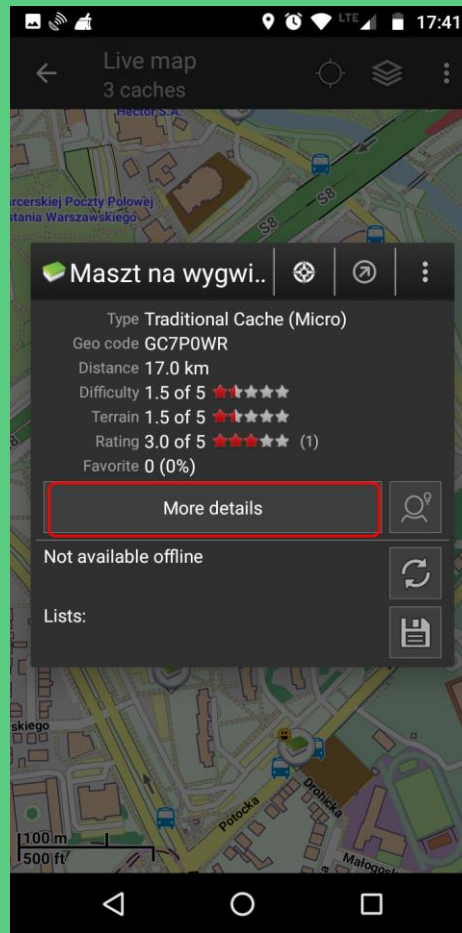 LTE 17:41
Live map
3 caches
Hector S.A.
rcerskiej Poczty Polowej
stania Warszawskiego
S8
S8
Maszt na wygwi..
Type Traditional Cache (Micro)
Geo code GC7P0WR
Distance 17.0 km
Difficulty 1.5 of 5
Terrain 1.5 of 5
Rating 3.0 of 5 (1)
Favorite 0 (0%)
More details
Not available offline
Lists:
skiego
Potocka
Drohicka
100 m
500 ft
Małogos